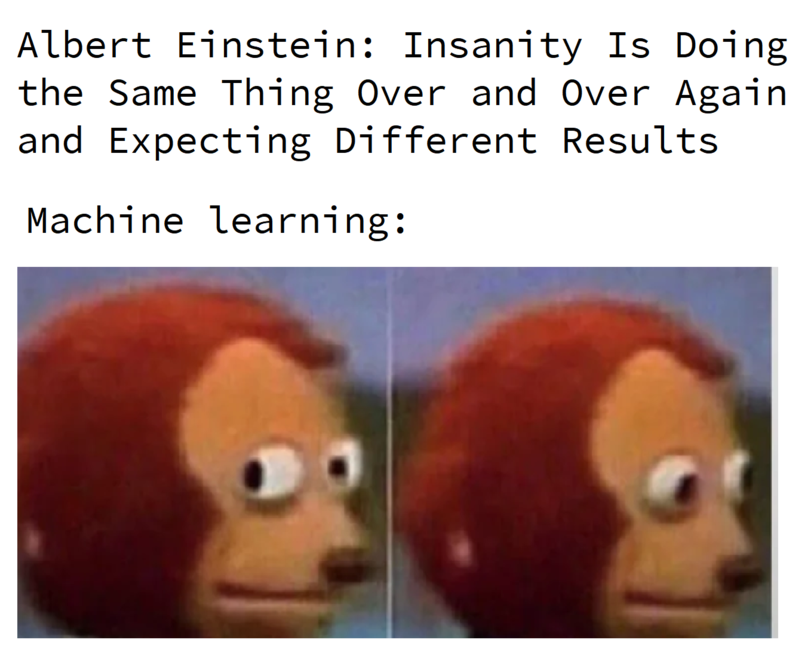 Albert Einstein: Insanity Is Doing
the Same Thing Over and Over Again
and Expecting Different Results
Machine learning: